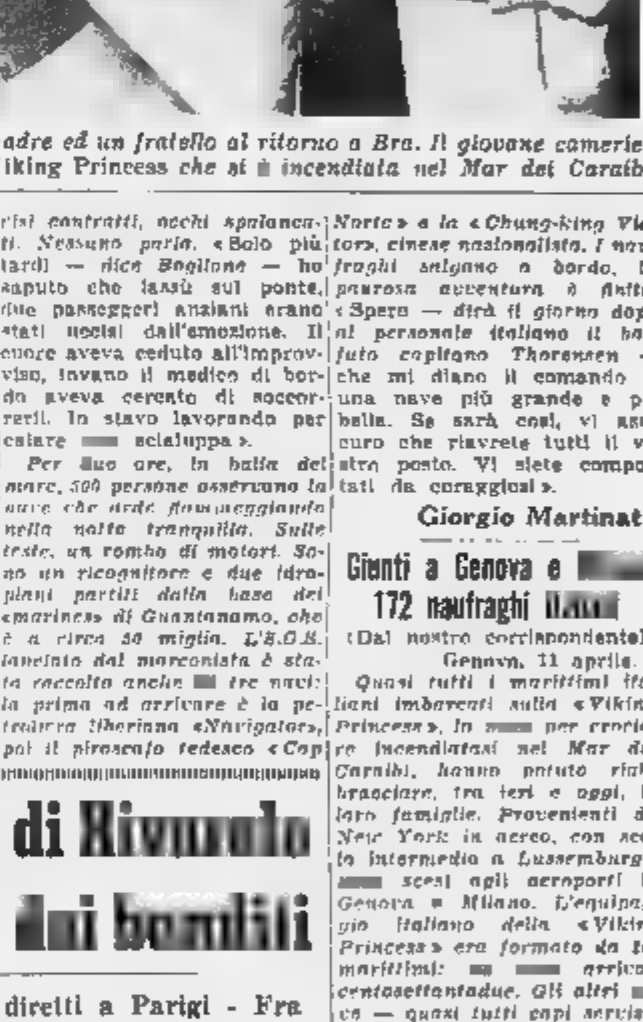 adre ed un fratello al ritorno a Bra. Il giovane camerie
iking Princess che si è incendiata nel Mar dei Caraib
risi contratti, occhi spalanca-
ti. Nessuno parla. «Solo più
tardi — dice Boglione — ho
saputo che lassù sul ponte,
due passeggeri anziani erano
stati uccisi dall'emozione. Il
cuore aveva ceduto all'improv-
viso, invano il medico di bor-
do aveva cercato di soccor-
rerli. Io stavo lavorando per
calare scialuppa».
Per due ore, in balia del
mare, 500 persone osservano la
nave che arde fiammeggiando
nella notte tranquilla. Sulle
teste, un rombo di motori. So-
no un ricognitore e due idro-
plani partiti dalla base dei
«marines» di Guantanamo, che
è a circa 50 miglia. L'S.O.S.
lanciato dal marconista è sta-
to raccolto anche tre navi:
la prima ad arrivare è la pe-
troliera liberiana «Navigator»,
poi il piroscafo tedesco «Cap
di
diretti a Parigi - Fra
Norte» e la «Chung-king Vic
tor», cinese nazionalista. I nau
fraghi salgono a bordo, l
paurosa avventura è finit
«Spero — dirà il giorno dop
al personale italiano il ba
futo capitano Thorensen -
che mi diano il comando
una nave più grande e p
bella. Se sarà così, vi ass
curo che riavrete tutti il v
stro posto. Vi siete compo
tati da coraggiosi».
Giorgio Martinat
Giunti a Genova e
172 naufraghi
(Dal nostro corrispondente)
Genova, 11 aprile.
Quasi tutti i marittimi ita
liani imbarcati sulla «Vikin
Princess», la per crocie
re incendiatasi nel Mar de
Caraibi, hanno potuto riab
bracciare, tra ieri e oggi, l
loro famiglie. Provenienti d
New York in aereo, con sca
lo intermedio a Lussemburg
scesi agli aeroporti
Genova e Milano. L'equipag
gio italiano della «Vikin
Princess» era formato da
marittimi: arriva
centosettantadue. Gli altri
— quasi tutti capi servizi